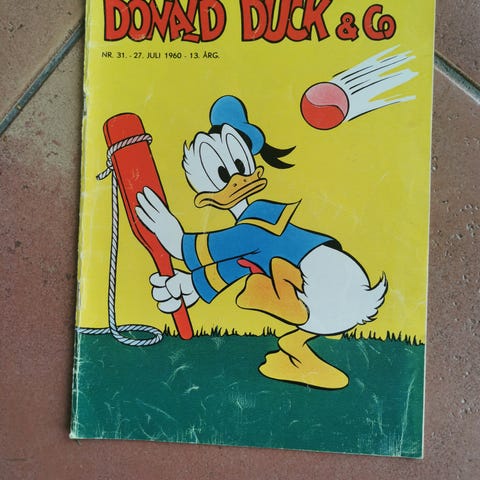 DONALD DUCK & Co
NR. 31. - 27. JULI 1960 - 13. ÅRG.